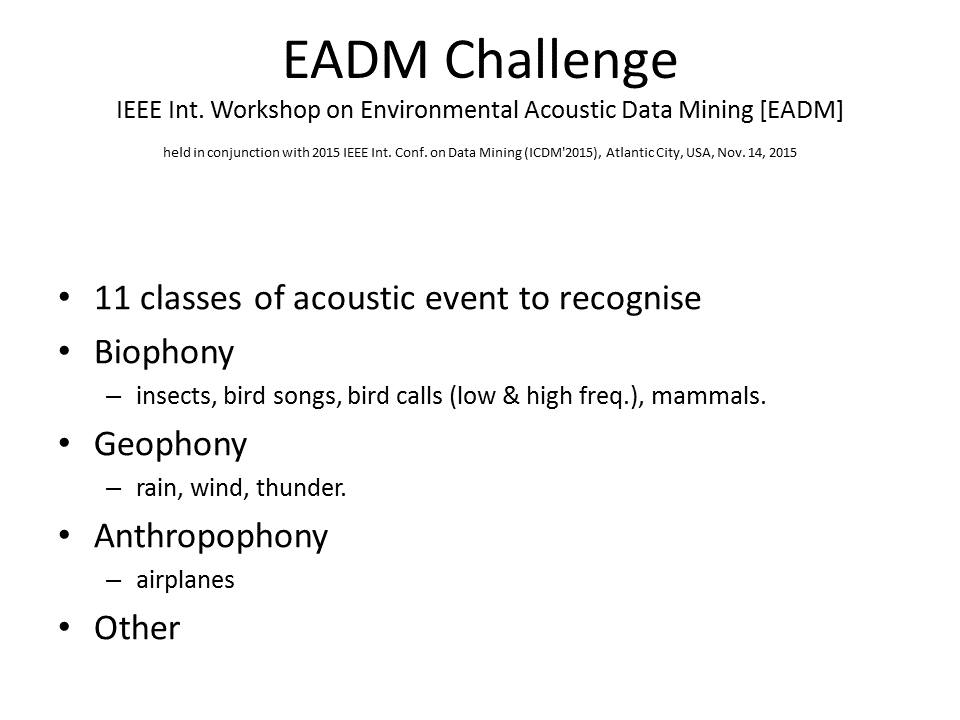 EADM Challenge
IEEE Int. Workshop on Environmental Acoustic Data Mining [EADM]
held in conjunction with 2015 IEEE Int. Conf. on Data Mining (ICDM'2015), Atlantic City, USA, Nov. 14, 2015
• 11 classes of acoustic event to recognise
• Biophony
– insects, bird songs, bird calls (low & high freq.), mammals.
• Geophony
– rain, wind, thunder.
• Anthropophony
– airplanes
• Other